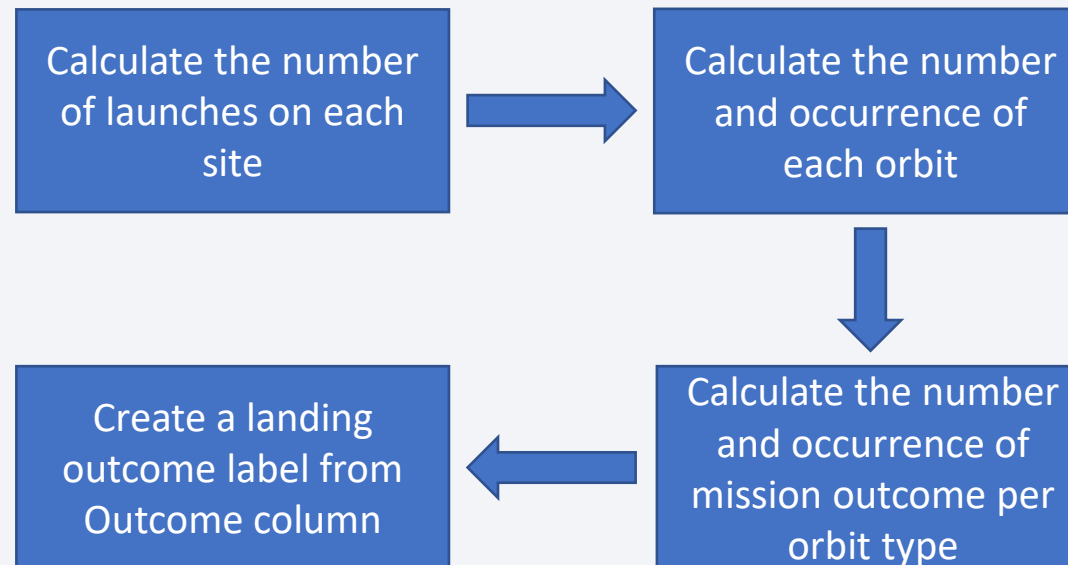 Calculate the number
of launches on each
site
Calculate the number
and occurrence of
each orbit
Calculate the number
and occurrence of
mission outcome per
orbit type
Create a landing
outcome label from
Outcome column